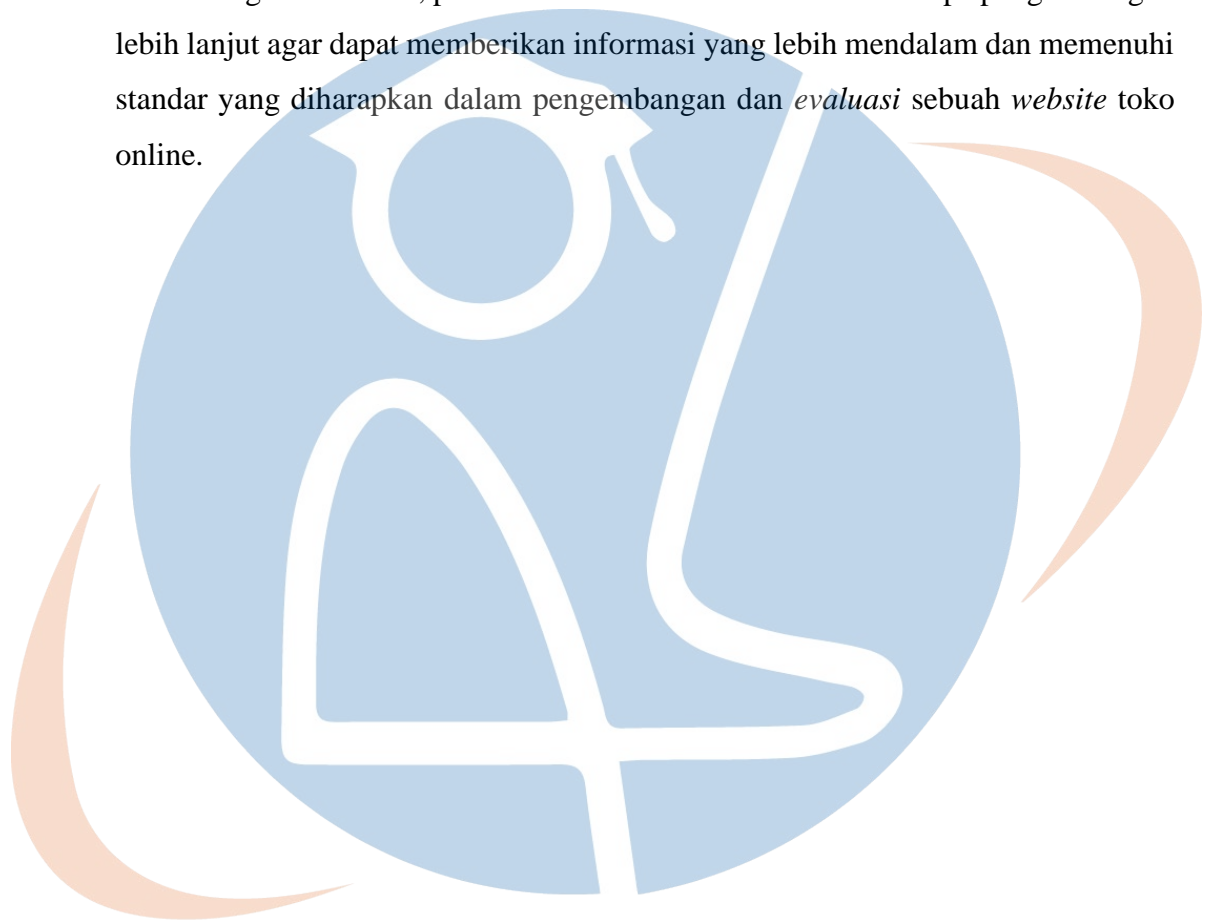 lebih lanjut agar dapat memberikan informasi yang lebih mendalam dan memenuhi
standar yang diharapkan dalam pengembangan dan evaluasi sebuah website toko
online.